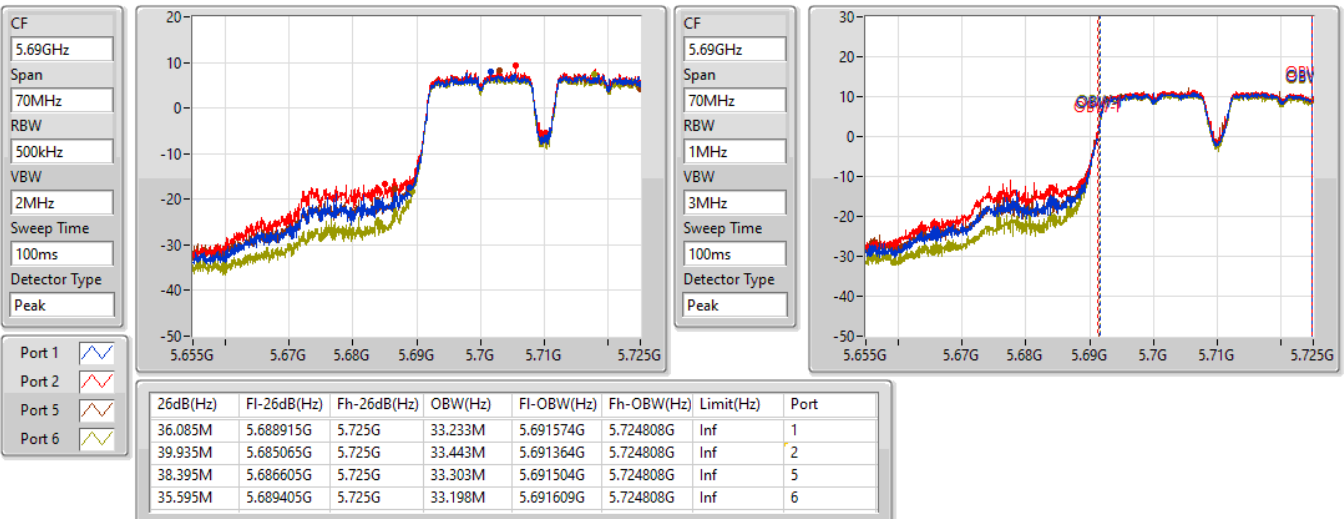 CF
5.69GHz
Span
70MHz
RBW
500kHz
VBW
2MHz
Sweep Time
100ms
Detector Type
Peak
20
10
0
-10
-20
-30
-40
-50
5.655G 5.67G 5.68G 5.69G 5.7G 5.71G 5.725G
CF
5.69GHz
Span
70MHz
RBW
1MHz
VBW
3MHz
Sweep Time
100ms
Detector Type
Peak
30
20
10
0
-10
-20
-30
-40
-50
5.655G 5.67G 5.68G 5.69G 5.7G 5.71G 5.725G
Port 1
Port 2
Port 5
Port 6
26dB(Hz) Fl-26dB(Hz) Fh-26dB(Hz) OBW(Hz) Fl-OBW(Hz) Fh-OBW(Hz) Limit(Hz) Port
36.085M 5.688915G 5.725G 33.233M 5.691574G 5.724808G Inf 1
39.935M 5.685065G 5.725G 33.443M 5.691364G 5.724808G Inf 2
38.395M 5.686605G 5.725G 33.303M 5.691504G 5.724808G Inf 5
35.595M 5.689405G 5.725G 33.198M 5.691609G 5.724808G Inf 6